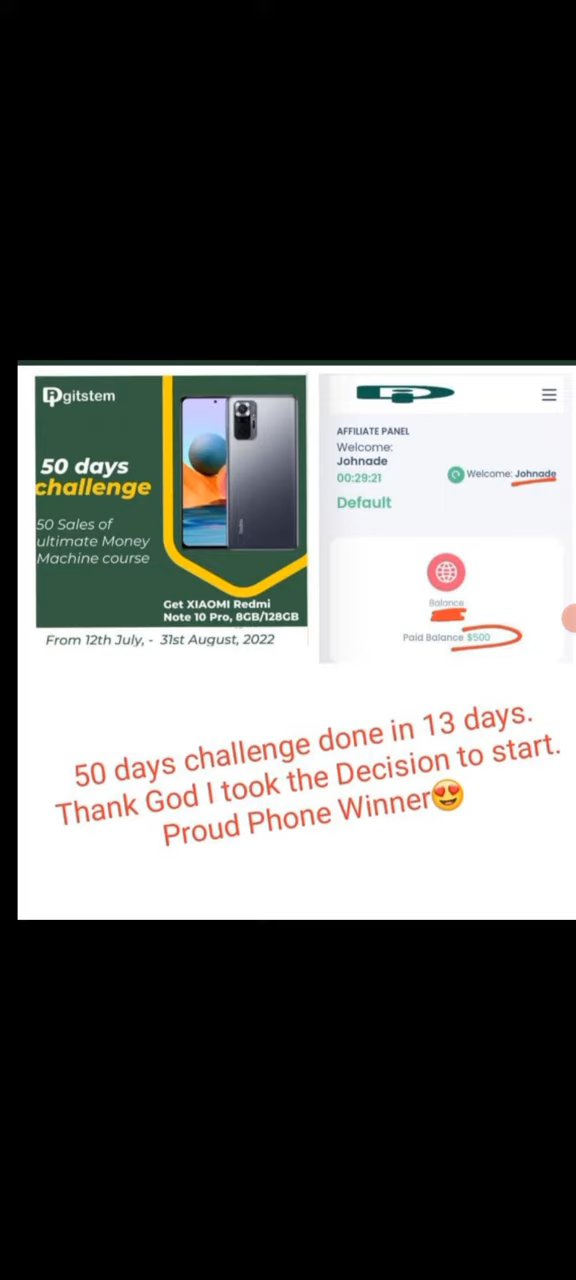 Digitstem
50 days
challenge
50 Sales of
ultimate Money
Machine course
Get XIAOMI Redmi
Note 10 Pro, 8GB/128GB
From 12th July, - 31st August, 2022
AFFILIATE PANEL
Welcome:
Johnade
00:29:21
Default
Welcome: Johnade
Balance
Paid Balance $500
50 days challenge done in 13 days.
Thank God I took the Decision to start.
Proud Phone Winner😍